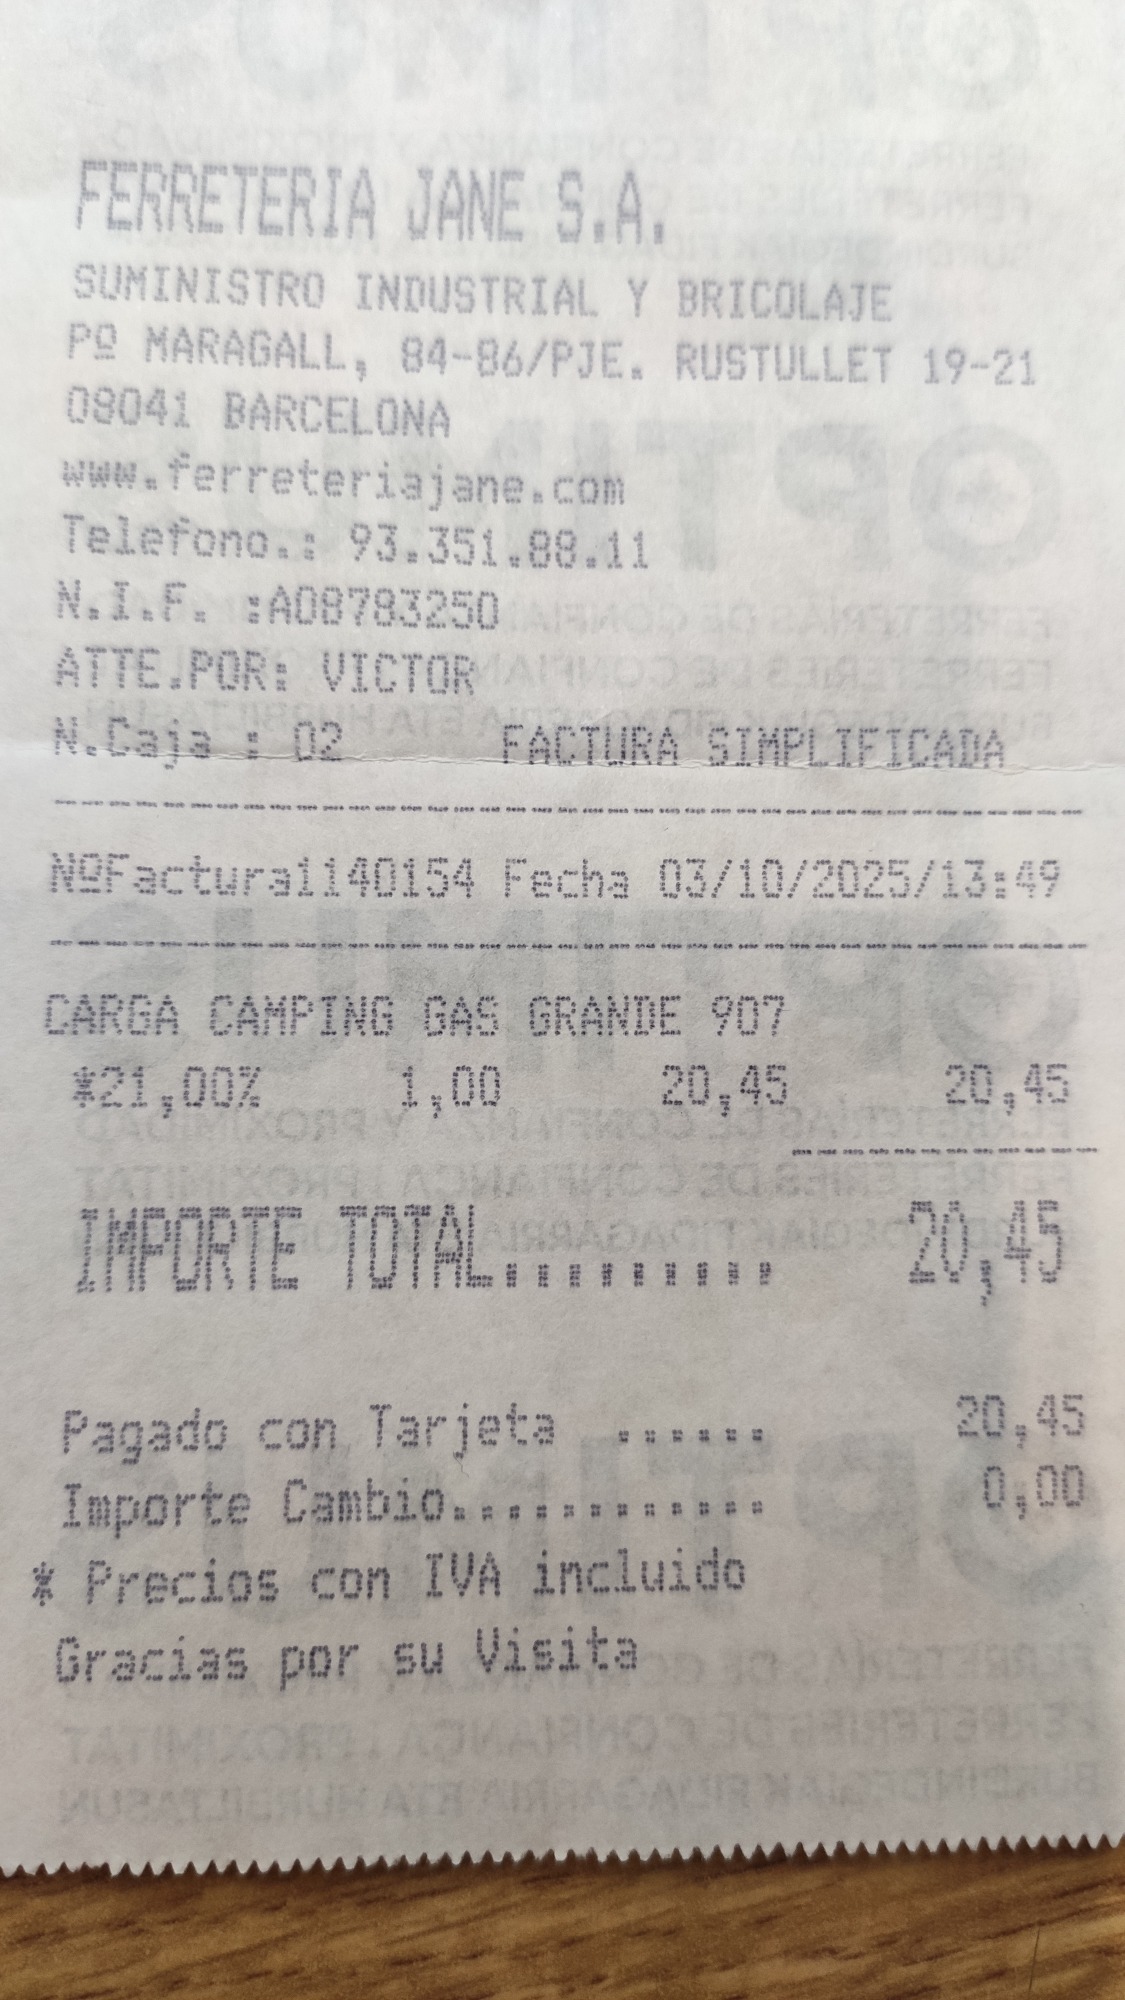 FERRETERIA JANE S.A.
SUMINISTRO INDUSTRIAL Y BRICOLAJE
Pº MARAGALL, 84-86/PJE. RUSTULLET 19-21
08041 BARCELONA
www.ferreteriajane.com
Telefono.: 93.351.88.11
N.I.F. :A08783250
ATTE.POR: VICTOR
N.Caja : 02 FACTURA SIMPLIFICADA
NºFactura1140154 Fecha 03/10/2025/13:49
CARGA CAMPING GAS GRANDE 907
*21,00% 1,00 20,45 20,45
IMPORTE TOTAL.......... 20,45
Pagado con Tarjeta ...... 20,45
Importe Cambio............ 0,00
* Precios con IVA incluido
Gracias por su Visita